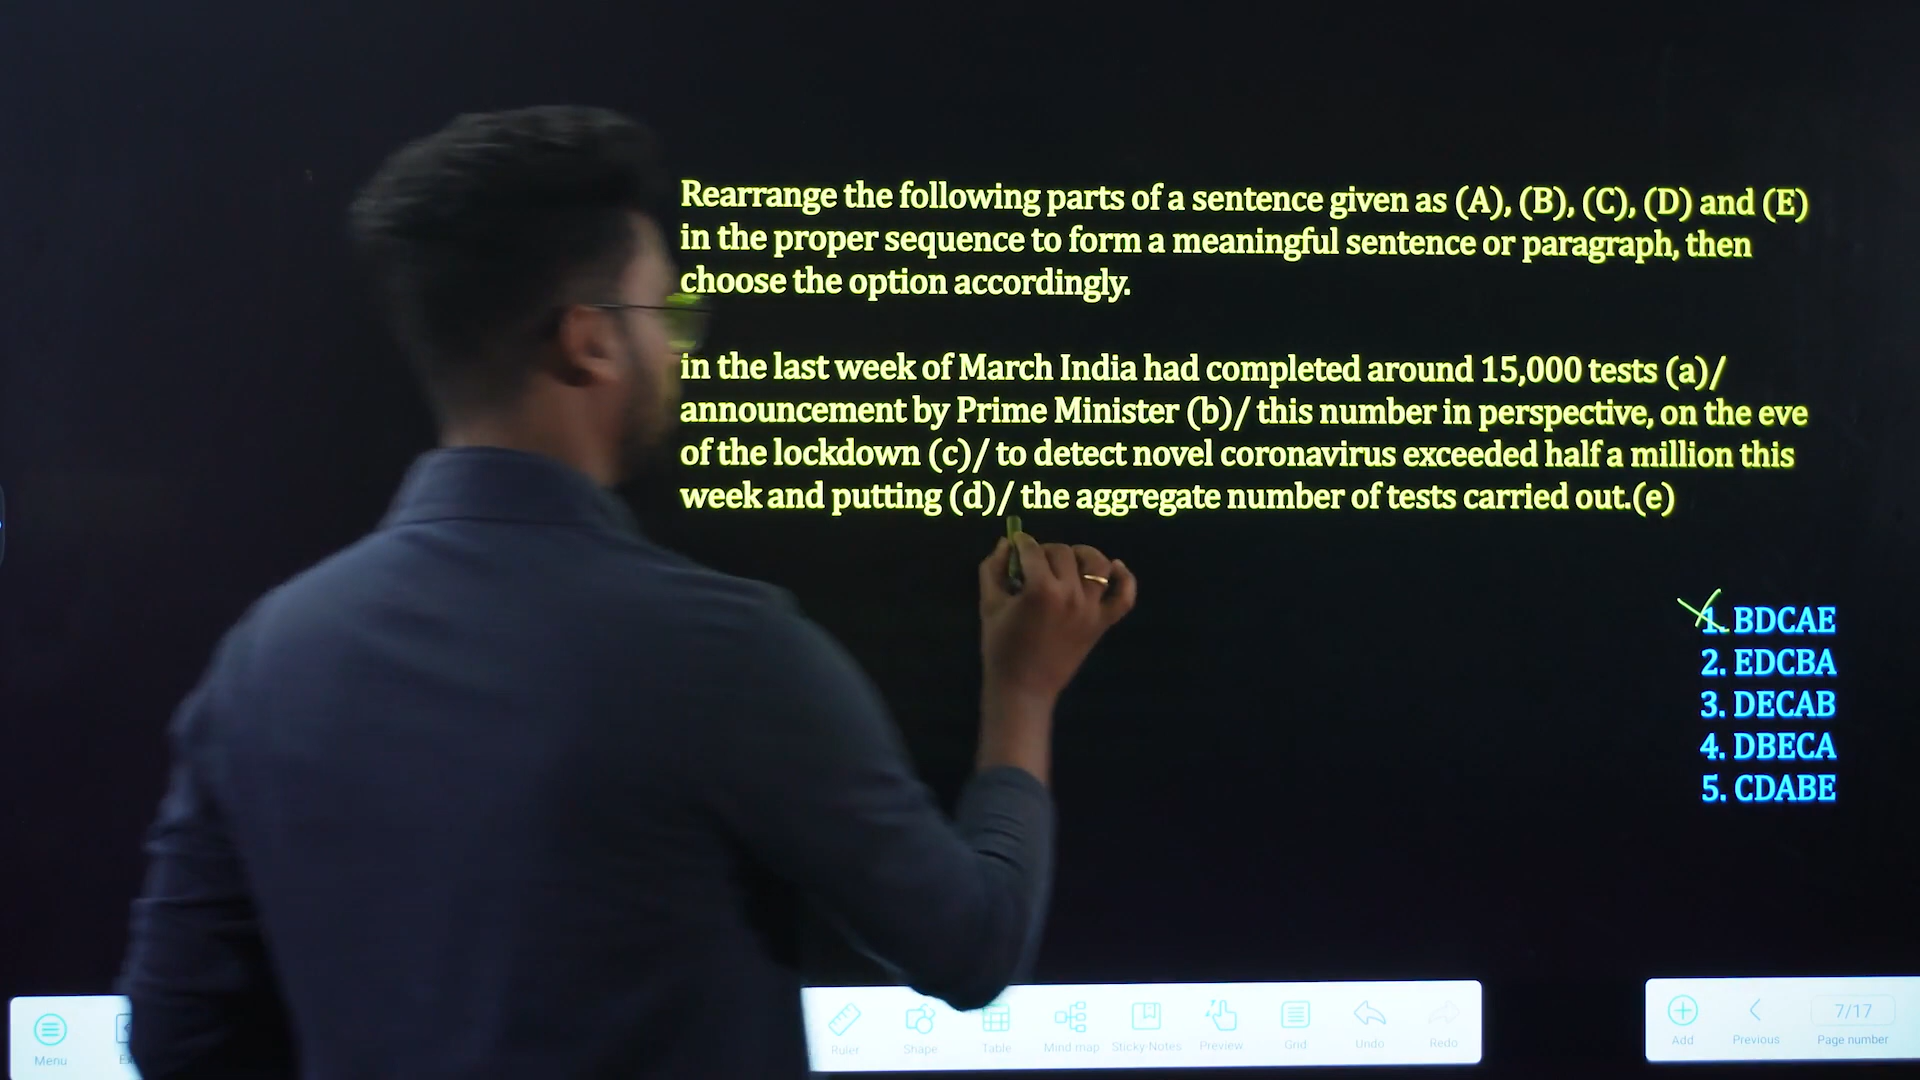 Rearrange the following parts of a sentence given as (A), (B), (C), (D) and (E)
in the proper sequence to form a meaningful sentence or paragraph, then
choose the option accordingly.
in the last week of March India had completed around 15,000 tests (a)/
announcement by Prime Minister (b)/ this number in perspective, on the eve
of the lockdown (c)/ to detect novel coronavirus exceeded half a million this
week and putting (d)/ the aggregate number of tests carried out.(e)
1. BDCAE
2. EDCBA
3. DECAB
4. DBECA
5. CDABE
Menu Ruler Shape Table Mind map Sticky Notes Preview Grid Undo Redo Add Previous 7/17 Page number